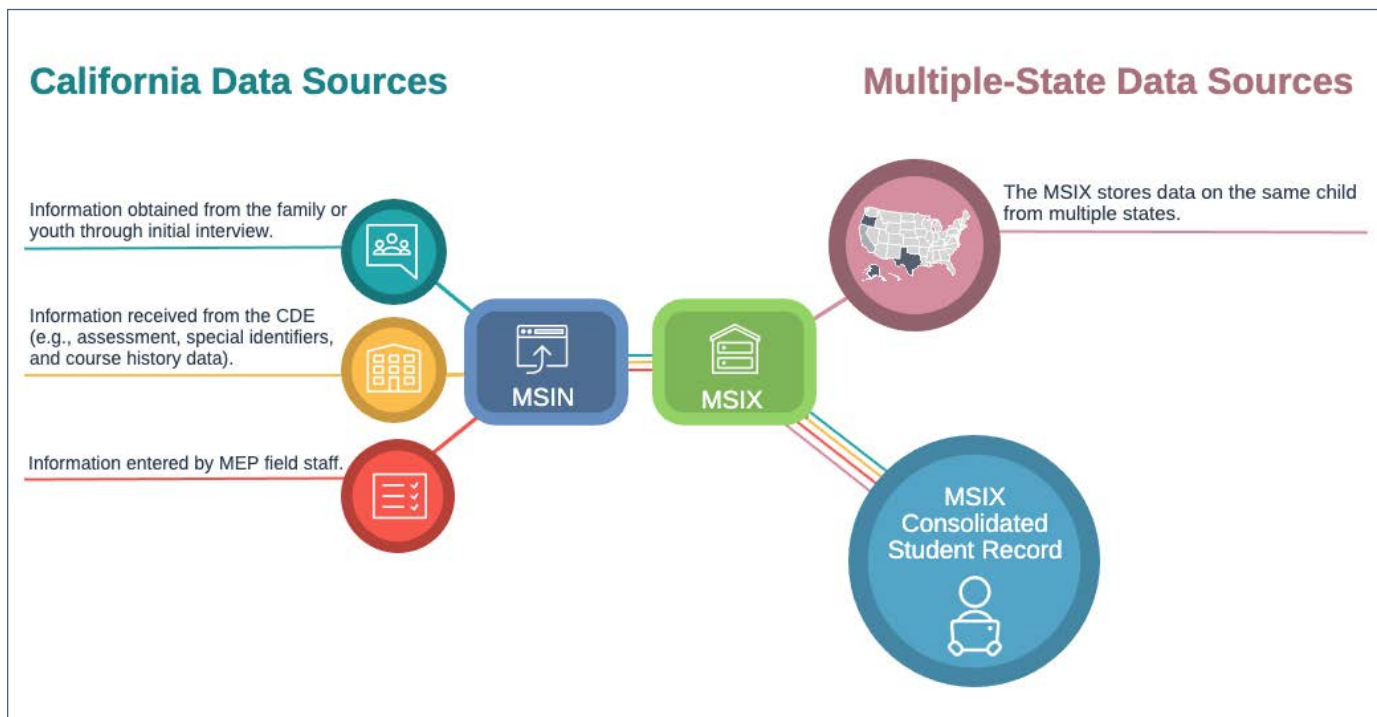 California Data Sources
Multiple-State Data Sources
Information obtained from the family or
youth through initial interview.
Information received from the CDE
(e.g., assessment, special identifiers,
and course history data).
Information entered by MEP field staff.
MSIN
MSIX
The MSIX stores data on the same child
from multiple states.
MSIX
Consolidated
Student Record